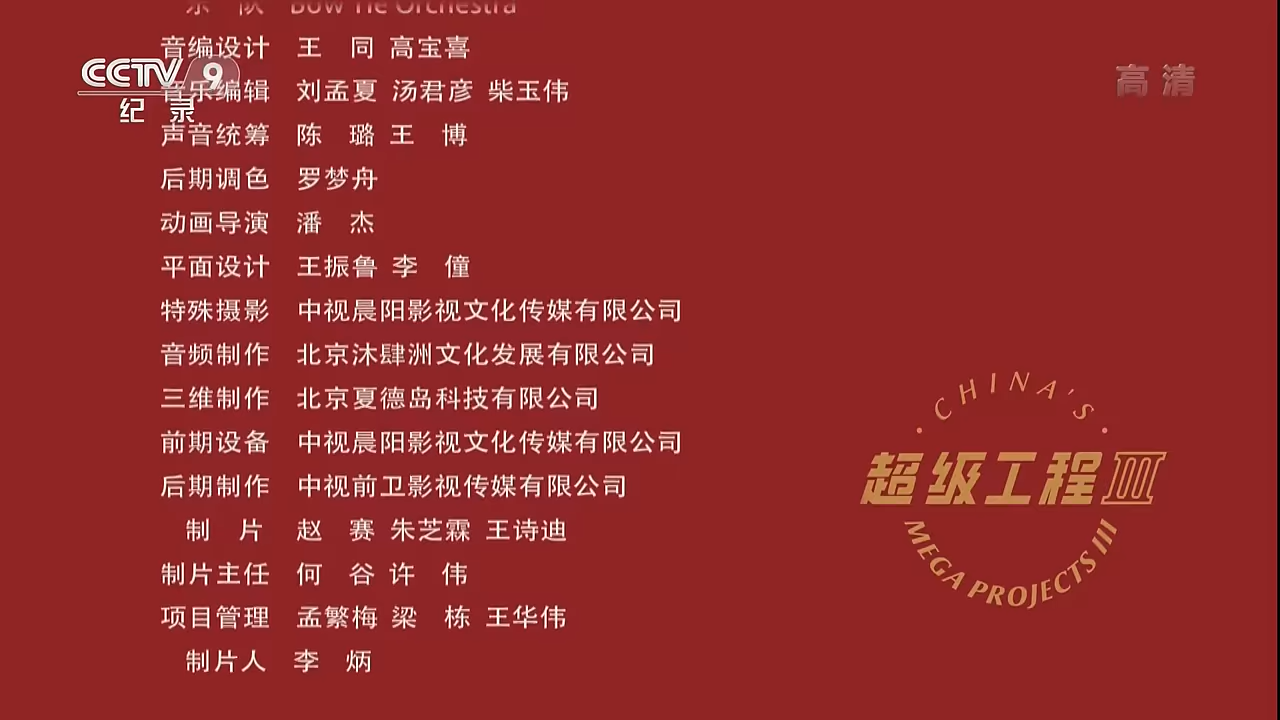 乐 队 Bow Tie Orchestra
音编设计 王 同 高宝喜
音乐编辑 刘孟夏 汤君彦 柴玉伟
声音统筹 陈 璐 王 博
后期调色 罗梦舟
动画导演 潘 杰
平面设计 王振鲁 李 僮
特殊摄影 中视晨阳影视文化传媒有限公司
音频制作 北京沐肆洲文化发展有限公司
三维制作 北京夏德岛科技有限公司
前期设备 中视晨阳影视文化传媒有限公司
后期制作 中视前卫影视传媒有限公司
制 片 赵 赛 朱芝霖 王诗迪
制片主任 何 谷 许 伟
项目管理 孟繁梅 梁 栋 王华伟
制片人 李 炳
CCTV 9
纪录
高清
CHINA'S
超级工程III
MEGA PROJECTS III